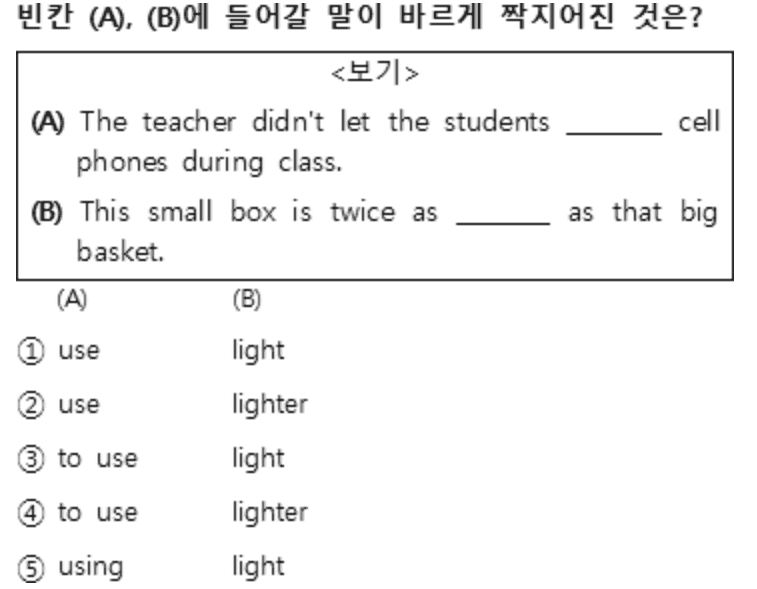 빈칸 (A), (B)에 들어갈 말이 바르게 짝지어진 것은?
<보기>
(A) The teacher didn't let the students _______ cell
phones during class.
(B) This small box is twice as _______ as that big
basket.
(A) (B)
① use light
② use lighter
③ to use light
④ to use lighter
⑤ using light